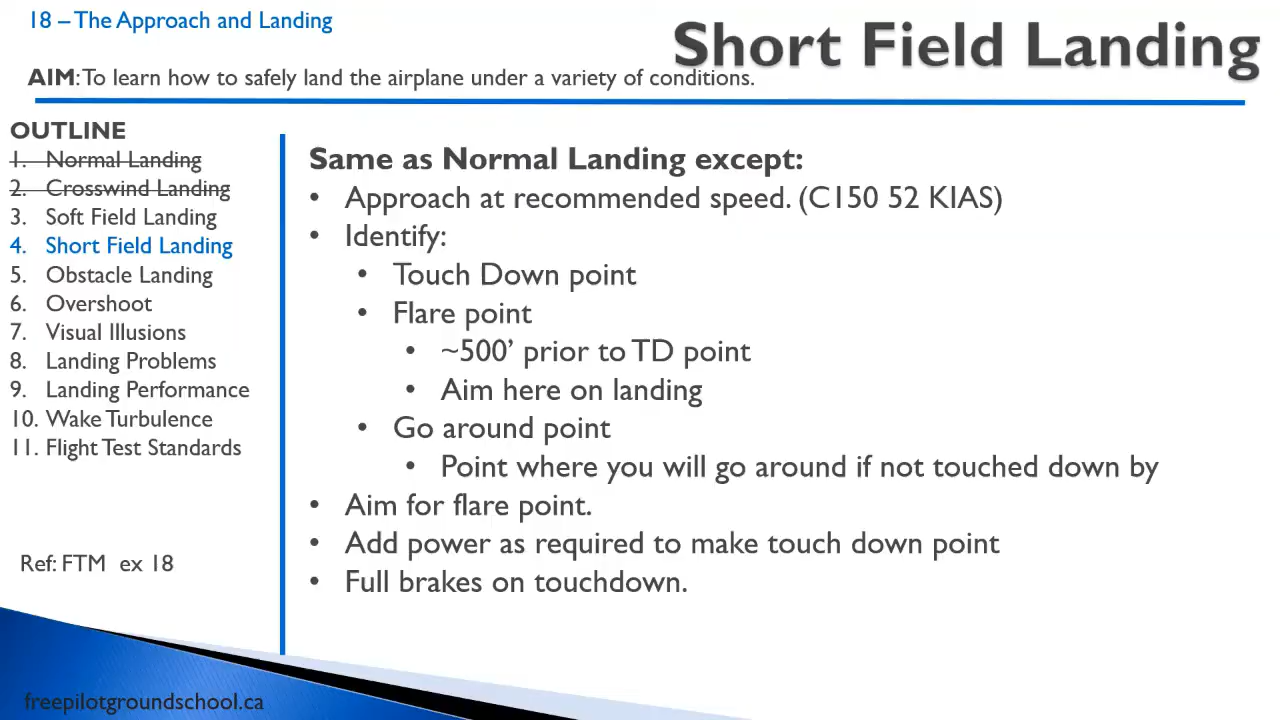 18 – The Approach and Landing
Short Field Landing
AIM: To learn how to safely land the airplane under a variety of conditions.
OUTLINE
1. Normal Landing
2. Crosswind Landing
3. Soft Field Landing
4. Short Field Landing
5. Obstacle Landing
6. Overshoot
7. Visual Illusions
8. Landing Problems
9. Landing Performance
10. Wake Turbulence
11. Flight Test Standards
Ref: FTM ex 18
Same as Normal Landing except:
• Approach at recommended speed. (C150 52 KIAS)
• Identify:
• Touch Down point
• Flare point
• ~500’ prior to TD point
• Aim here on landing
• Go around point
• Point where you will go around if not touched down by
• Aim for flare point.
• Add power as required to make touch down point
• Full brakes on touchdown.
freepilotgroundschool.ca